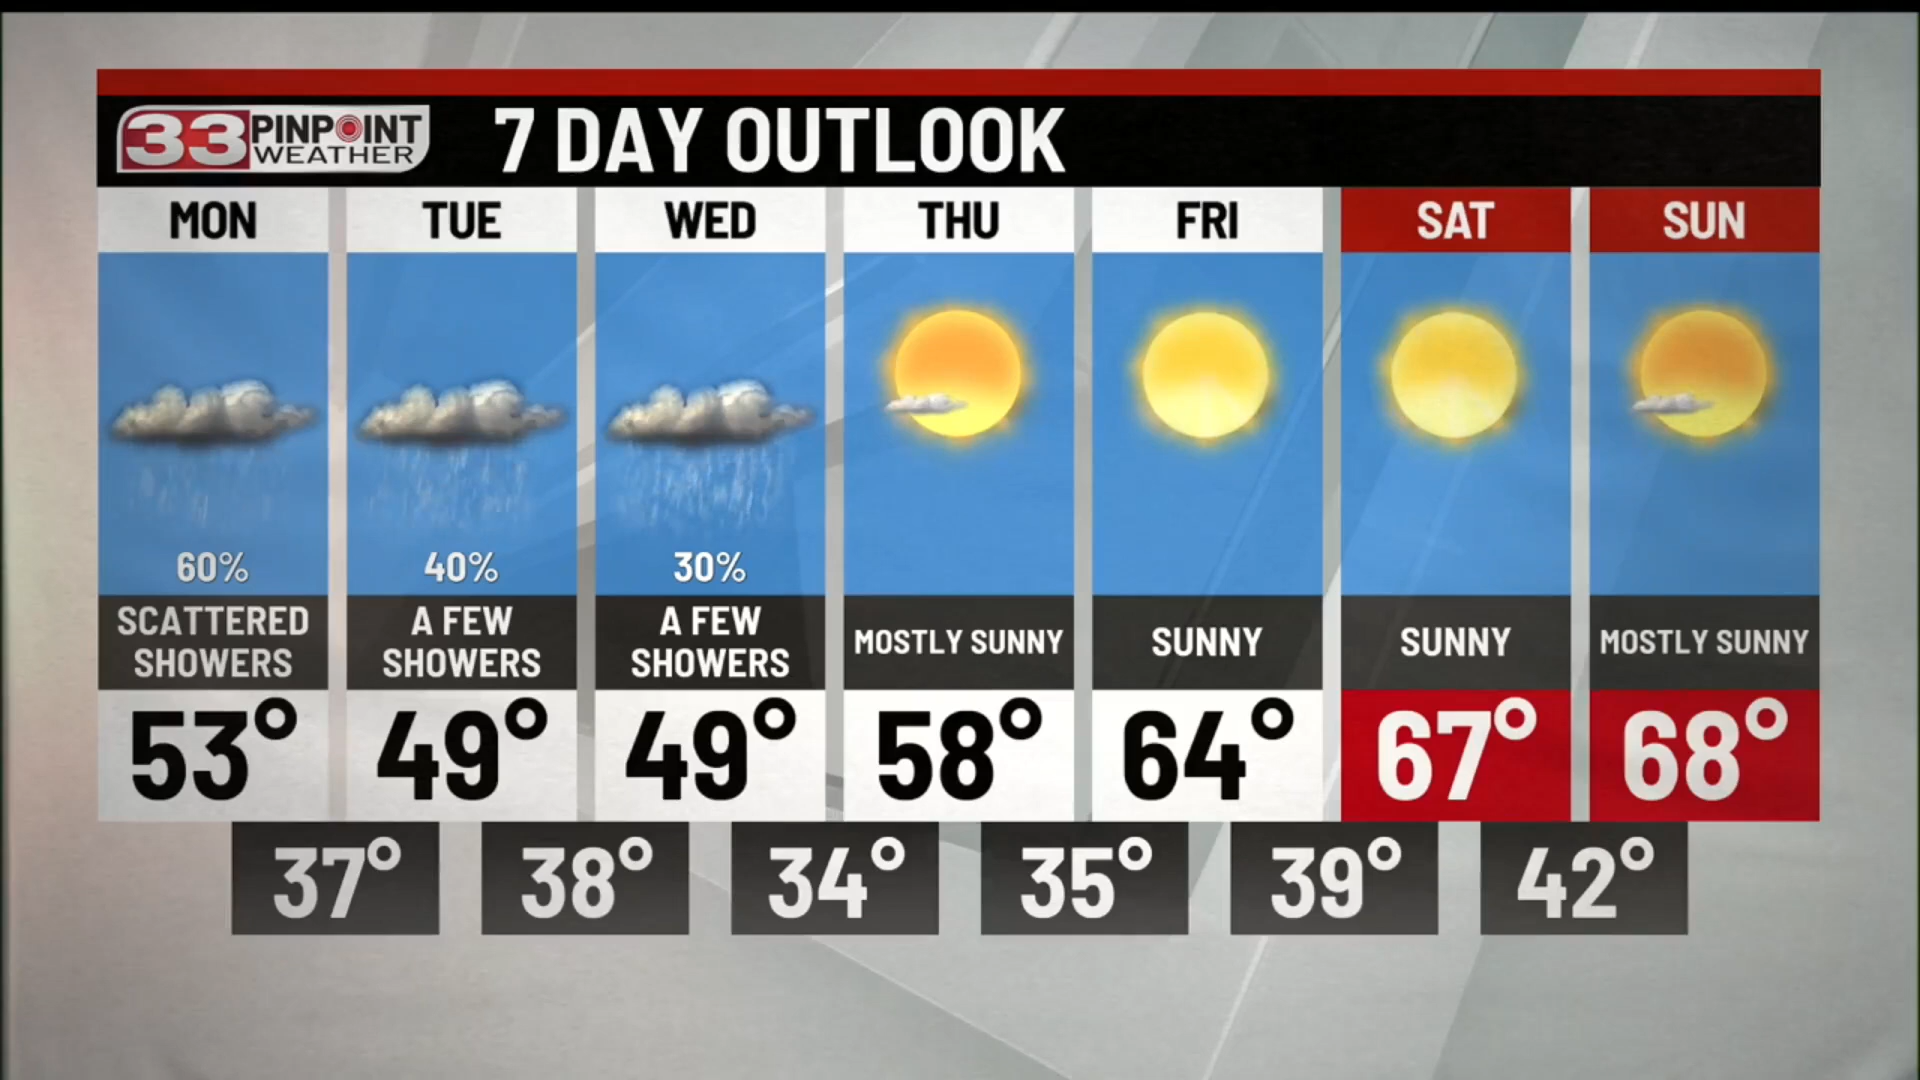 33 PINPOINT WEATHER
7 DAY OUTLOOK
MON TUE WED THU FRI SAT SUN
60% 40% 30%
SCATTERED SHOWERS
A FEW SHOWERS
A FEW SHOWERS
MOSTLY SUNNY
SUNNY
SUNNY
MOSTLY SUNNY
53° 49° 49° 58° 64° 67° 68°
37° 38° 34° 35° 39° 42°